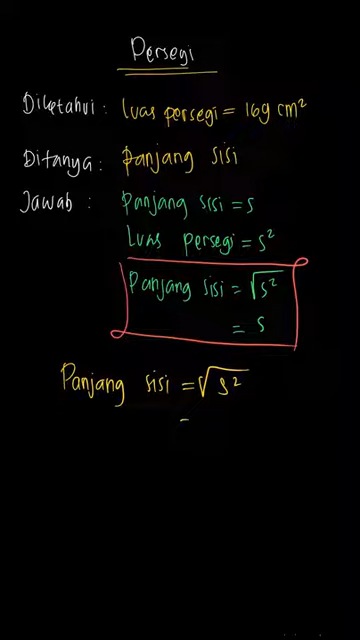 Persegi
Diketahui : Luas persegi = 169 cm²
Ditanya : Panjang sisi
Jawab : Panjang sisi = s
Luas persegi = s²
Panjang sisi = √s²
= s
Panjang sisi = √s²
=